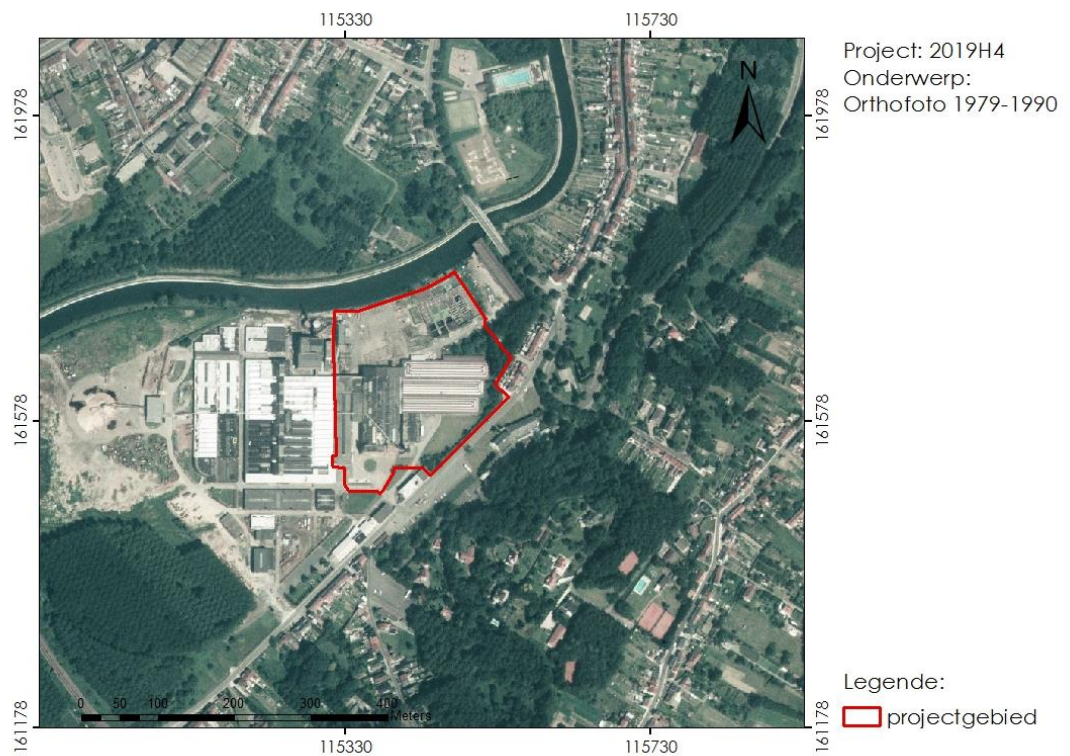 115330 115730
Project: 2019H4
Onderwerp:
Orthofoto 1979-1990
N
161978 161978
161578 161578
0 50 100 200 300 400
Meters
Legende:
projectgebied
161178 161178
115330 115730